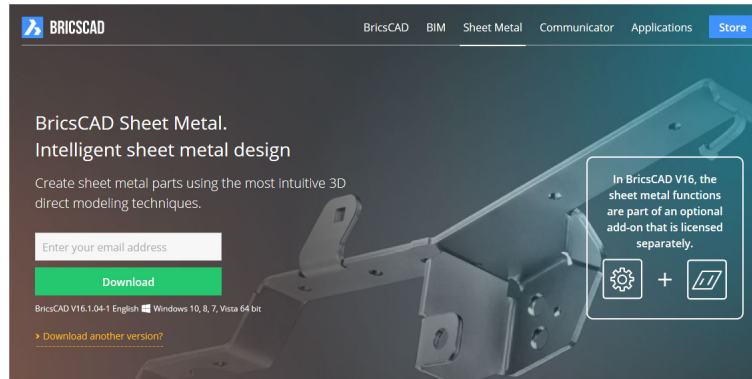 BRICSCAD
BricsCAD BIM Sheet Metal Communicator Applications Store
BricsCAD Sheet Metal.
Intelligent sheet metal design
Create sheet metal parts using the most intuitive 3D
direct modeling techniques.
Enter your email address
Download
BricsCAD V16.1.04-1 English Windows 10, 8, 7, Vista 64 bit
> Download another version?
In BricsCAD V16, the
sheet metal functions
are part of an optional
add-on that is licensed
separately.
+